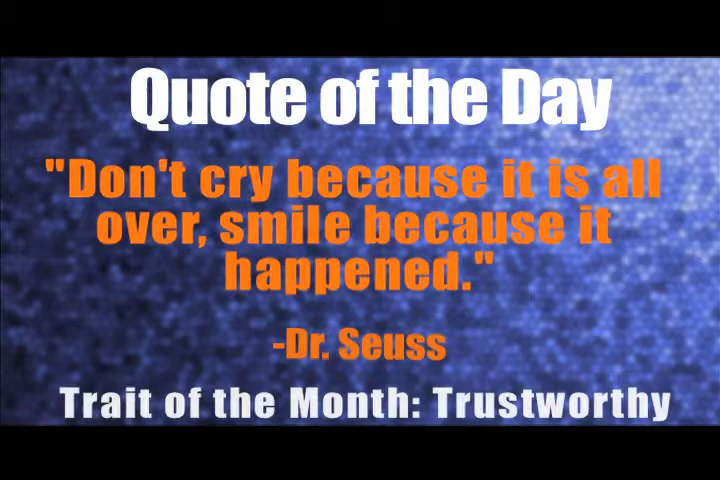 Quote of the Day
"Don't cry because it is all
over, smile because it
happened."
-Dr. Seuss
Trait of the Month: Trustworthy